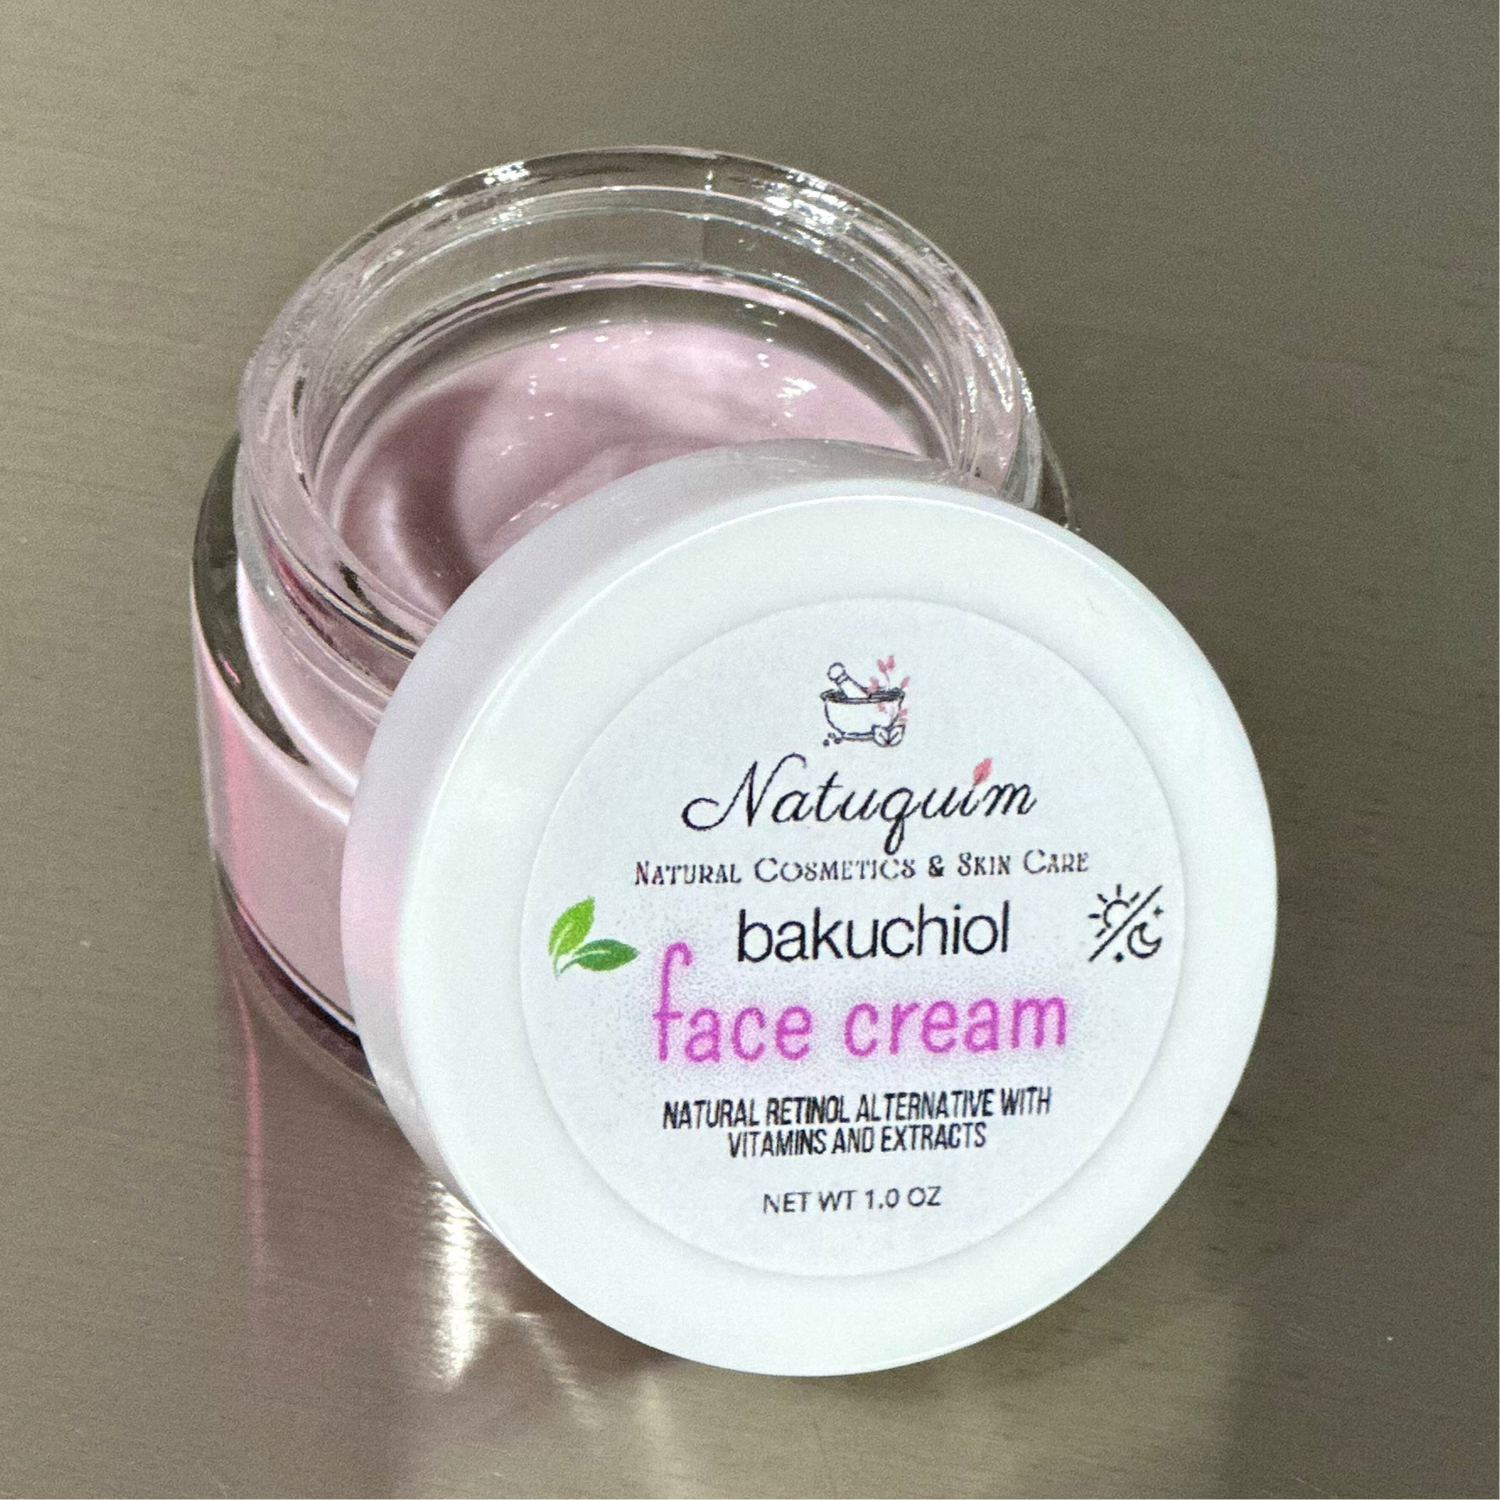 Natuquim
Natural Cosmetics & Skin Care
bakuchiol
face cream
NATURAL RETINOL ALTERNATIVE WITH
VITAMINS AND EXTRACTS
NET WT 1.0 OZ